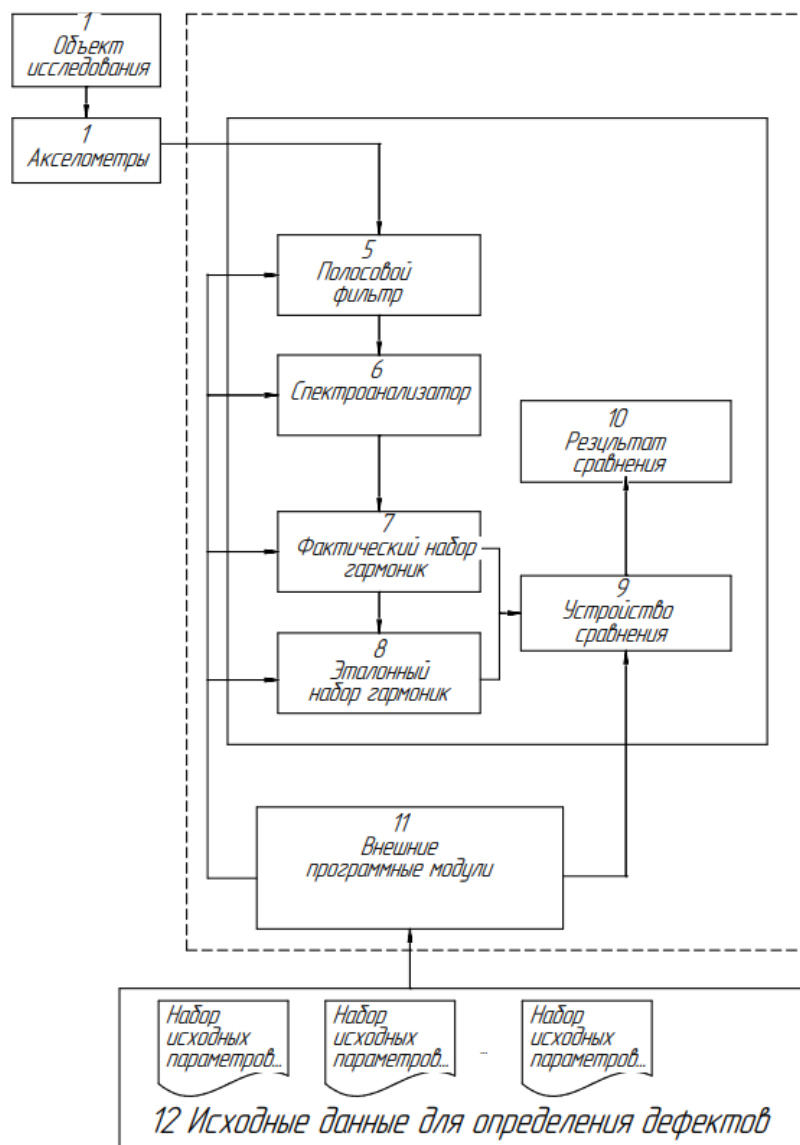 1
Объект
исследования
1
Акселометры
5
Полосовой
фильтр
6
Спектроанализатор
7
Фактический набор
гармоник
8
Эталонный
набор гармоник
10
Результат
сравнения
9
Устройство
сравнения
11
Внешние
программные модули
Набор
исходных
параметров...
Набор
исходных
параметров...
..
Набор
исходных
параметров...
12 Исходные данные для определения дефектов